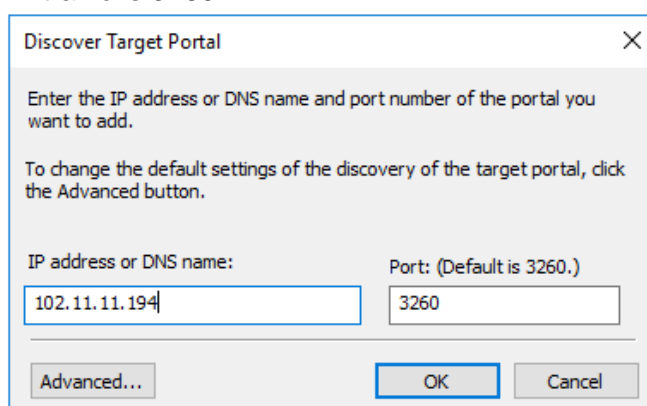 Discover Target Portal
Enter the IP address or DNS name and port number of the portal you
want to add.
To change the default settings of the discovery of the target portal, click
the Advanced button.
IP address or DNS name:
Port: (Default is 3260.)
102.11.11.194
3260
Advanced...
OK
Cancel